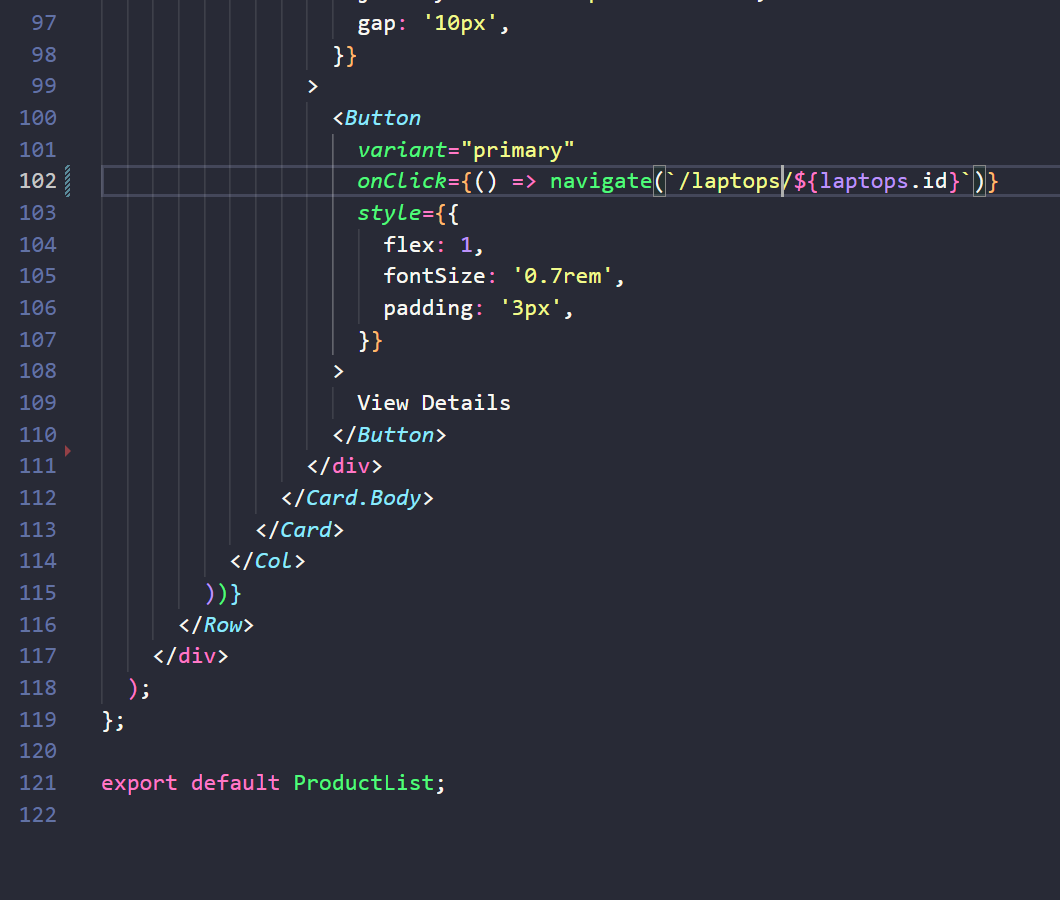 97 gap: '10px',
98 }}
99 >
100 <Button
101 variant="primary"
102 onClick={() => navigate(`/laptops/${laptops.id}`)}
103 style={{
104 flex: 1,
105 fontSize: '0.7rem',
106 padding: '3px',
107 }}
108 >
109 View Details
110 </Button>
111 </div>
112 </Card.Body>
113 </Card>
114 </Col>
115 ))}
116 </Row>
117 </div>
118 );
119 };
120
121 export default ProductList;
122